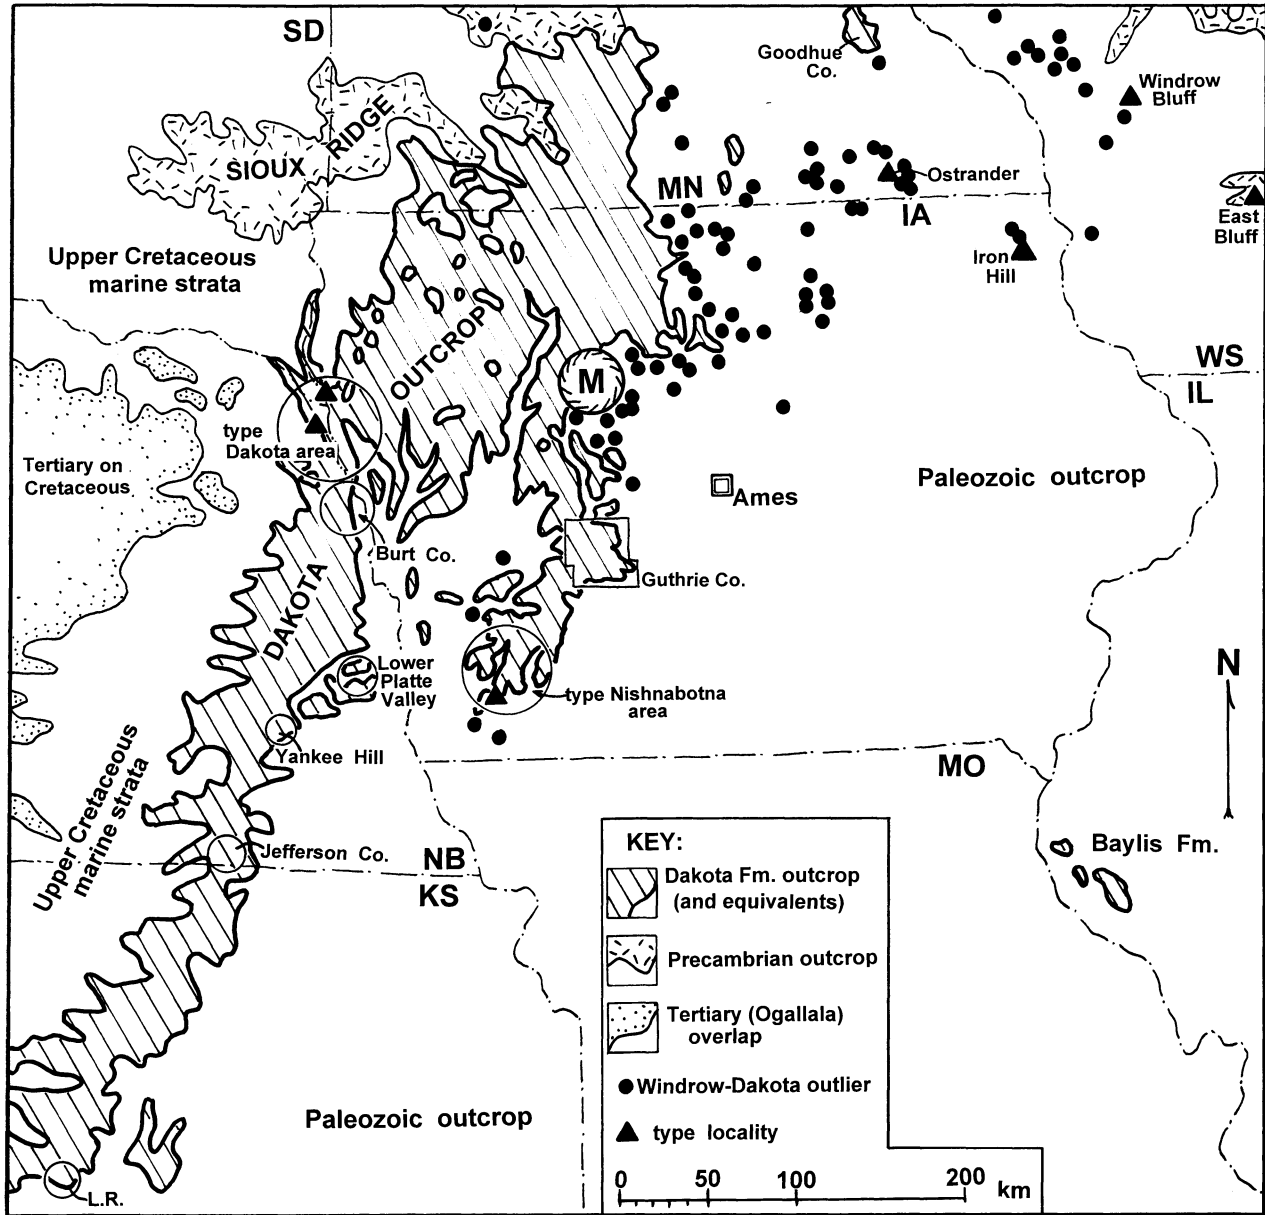 SD
Goodhue
Co.
Windrow
Bluff
RIDGE
SIOUX
MN
Ostrander
IA
East
Bluff
Iron
Hill
Upper Cretaceous
marine strata
OUTCROP
WS
IL
M
type
Dakota area
Tertiary on
Cretaceous
Ames
Paleozoic outcrop
Burt Co.
Guthrie Co.
DAKOTA
Lower
Platte
Valley
type Nishnabotna
area
N
Yankee Hill
MO
Upper Cretaceous
marine strata
Jefferson Co.
NB
KS
Baylis Fm.
KEY:
Dakota Fm. outcrop
(and equivalents)
Precambrian outcrop
Tertiary (Ogallala)
overlap
Windrow-Dakota outlier
type locality
Paleozoic outcrop
L.R.
0 50 100 200 km